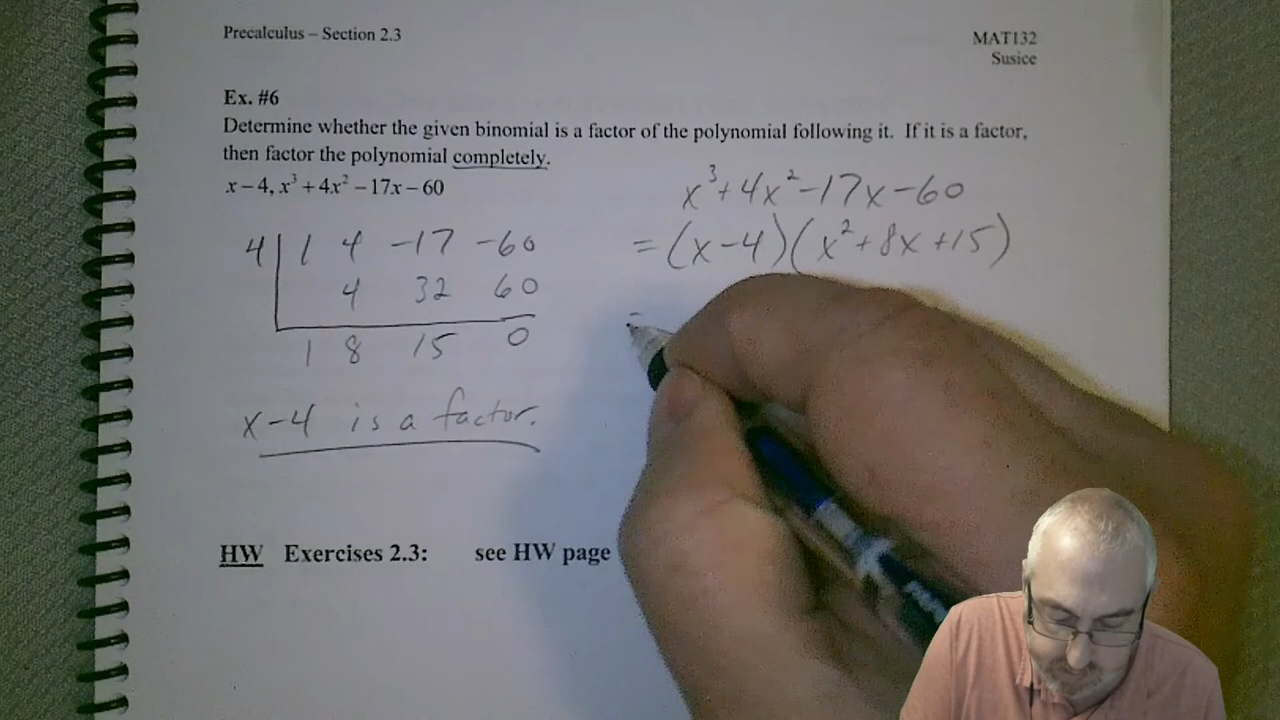 Precalculus – Section 2.3
MAT132
Susice
Ex. #6
Determine whether the given binomial is a factor of the polynomial following it. If it is a factor,
then factor the polynomial completely.
x – 4, x³ + 4x² – 17x – 60
4 | 1 4 -17 -60
4 32 60
1 8 15 0
x-4 is a factor.
x³+4x²-17x-60
=(x-4)(x²+8x+15)
HW Exercises 2.3: see HW page